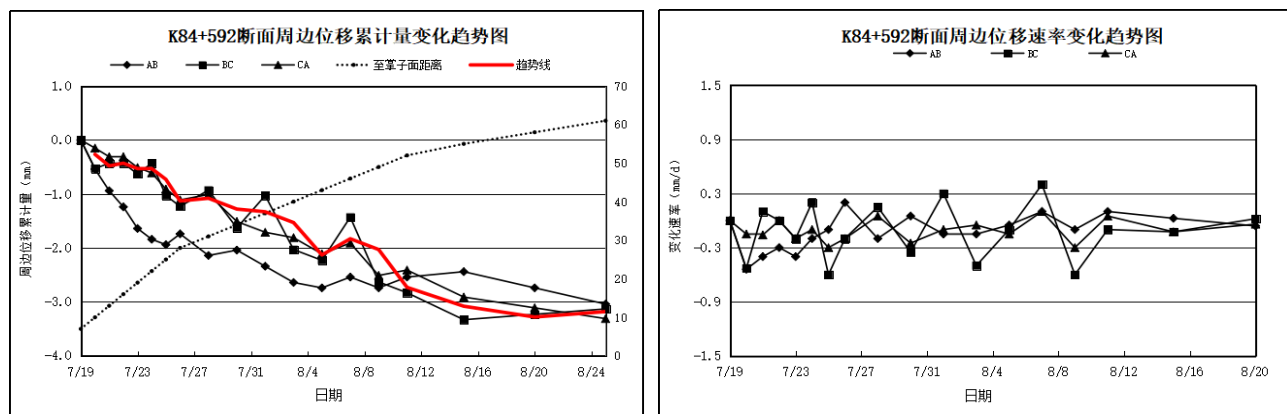 K84+592断面周边位移累计量变化趋势图
AB BC CA 至掌子面距离 趋势线
1.0
0.0
-1.0
-2.0
-3.0
-4.0
70
60
50
40
30
20
10
0
周边位移累计量（mm）
7/19 7/23 7/27 7/31 8/4 8/8 8/12 8/16 8/20 8/24
日期
K84+592断面周边位移速率变化趋势图
AB BC CA
1.5
0.9
0.3
-0.3
-0.9
-1.5
变化速率（mm/d）
7/19 7/23 7/27 7/31 8/4 8/8 8/12 8/16 8/20
日期